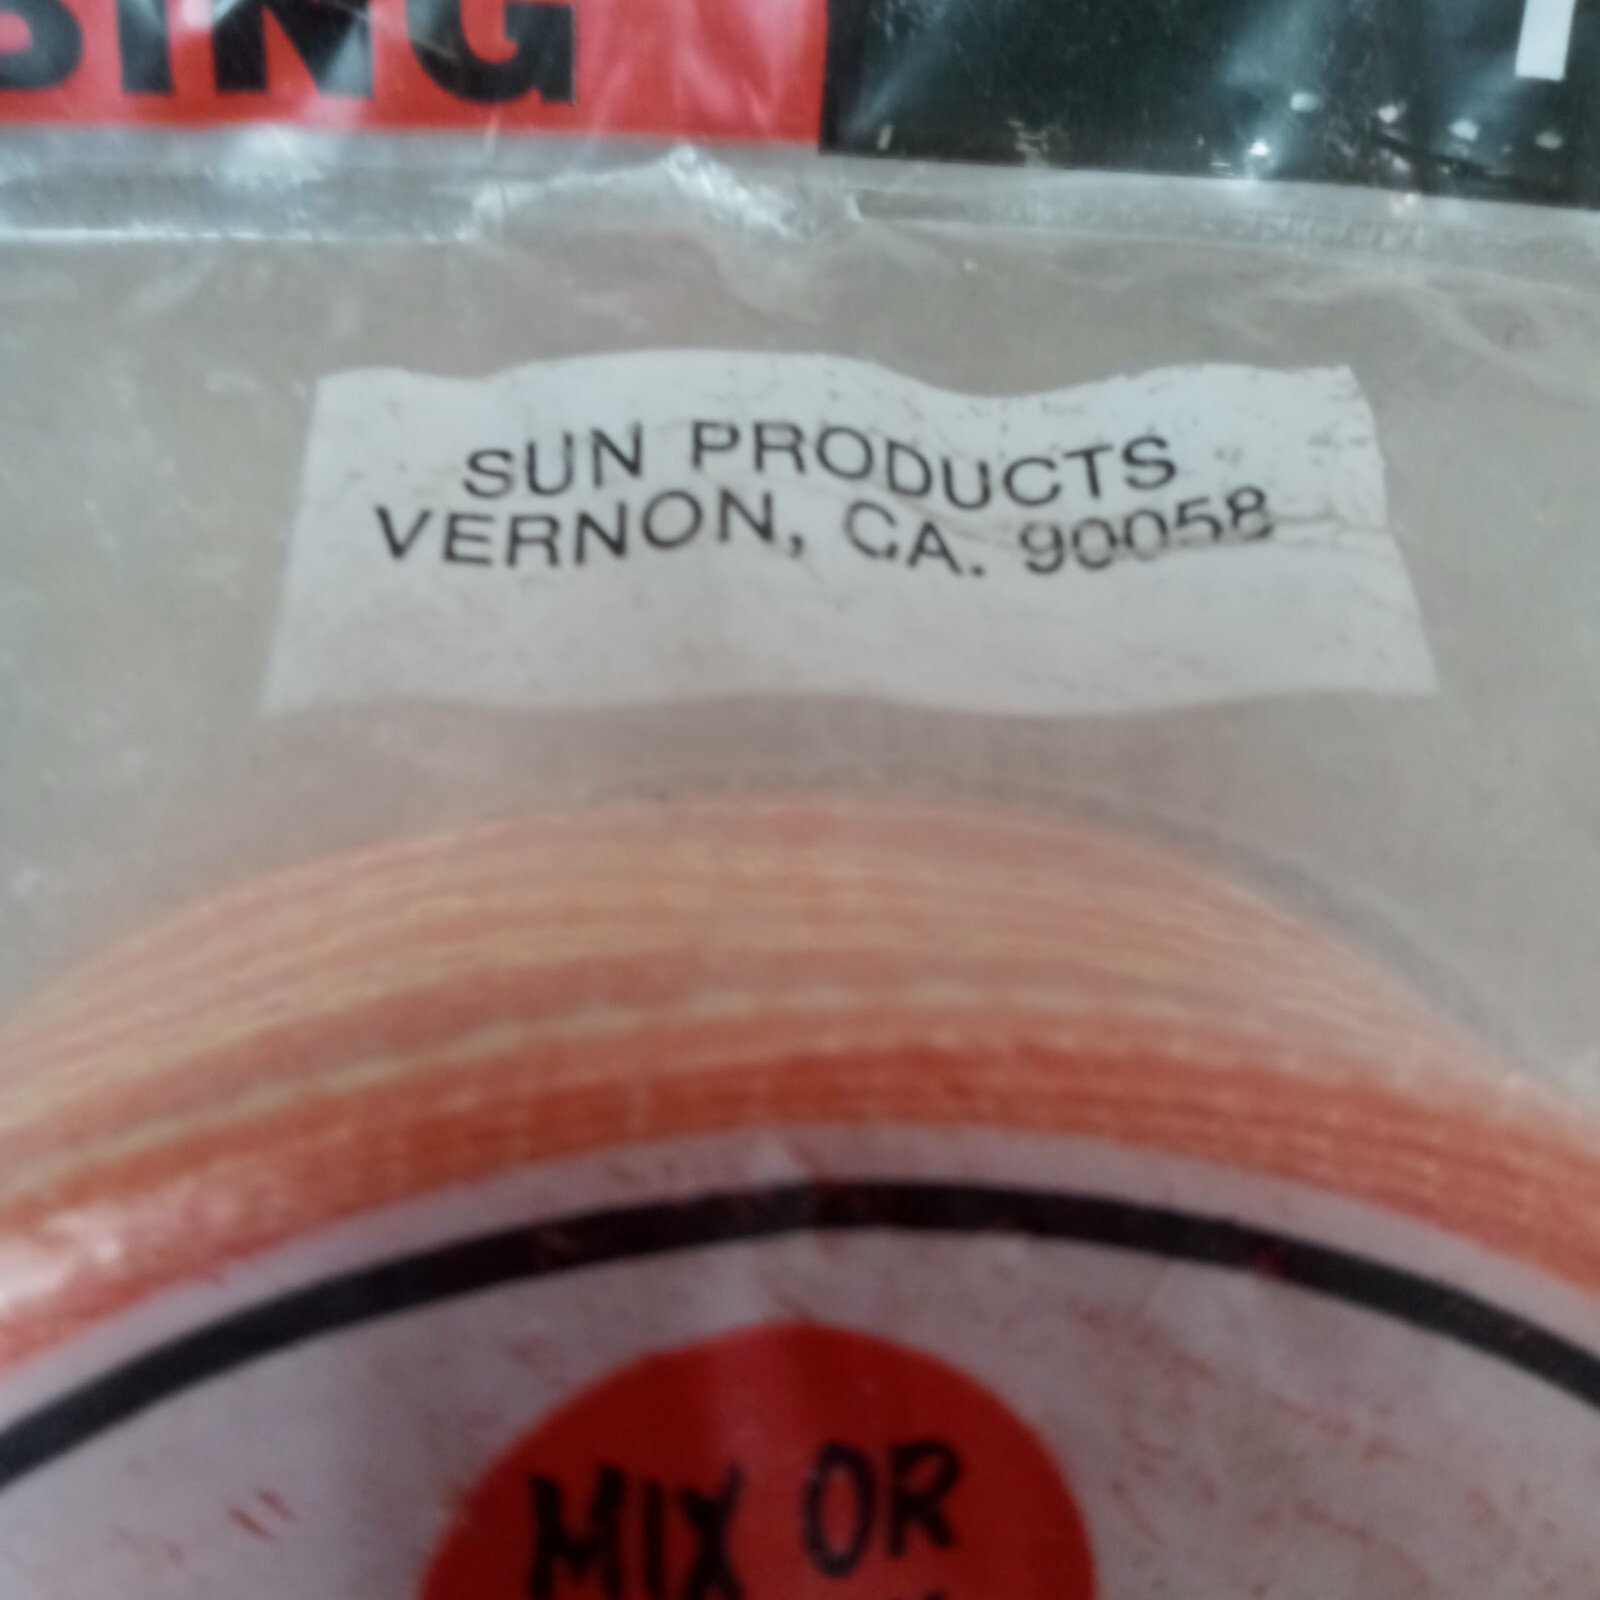 SING
SUN PRODUCTS
VERNON, CA. 90058
MIX OR